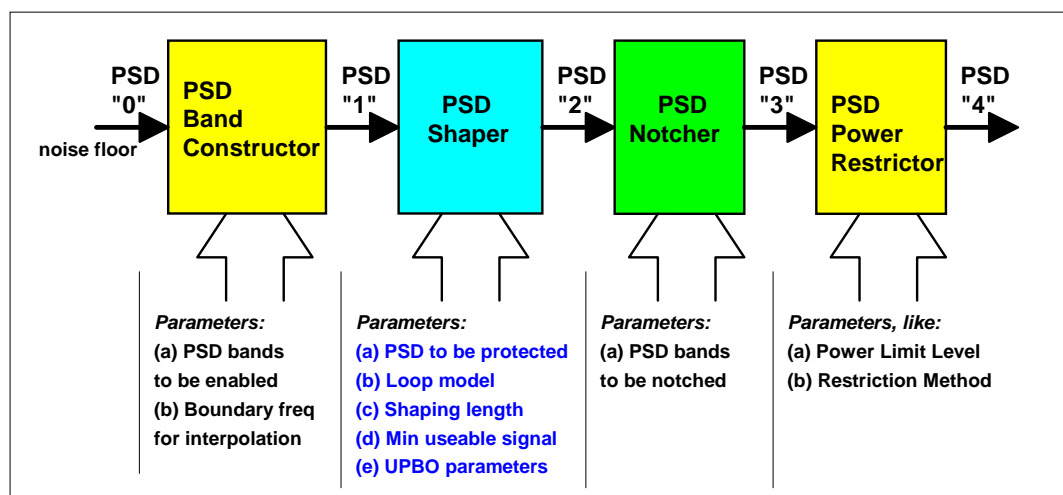 PSD
"0"
noise floor
PSD
Band
Constructor
PSD
"1"
PSD
Shaper
PSD
"2"
PSD
Notcher
PSD
"3"
PSD
Power
Restrictor
PSD
"4"
Parameters:
(a) PSD bands
to be enabled
(b) Boundary freq
for interpolation
Parameters:
(a) PSD to be protected
(b) Loop model
(c) Shaping length
(d) Min useable signal
(e) UPBO parameters
Parameters:
(a) PSD bands
to be notched
Parameters, like:
(a) Power Limit Level
(b) Restriction Method